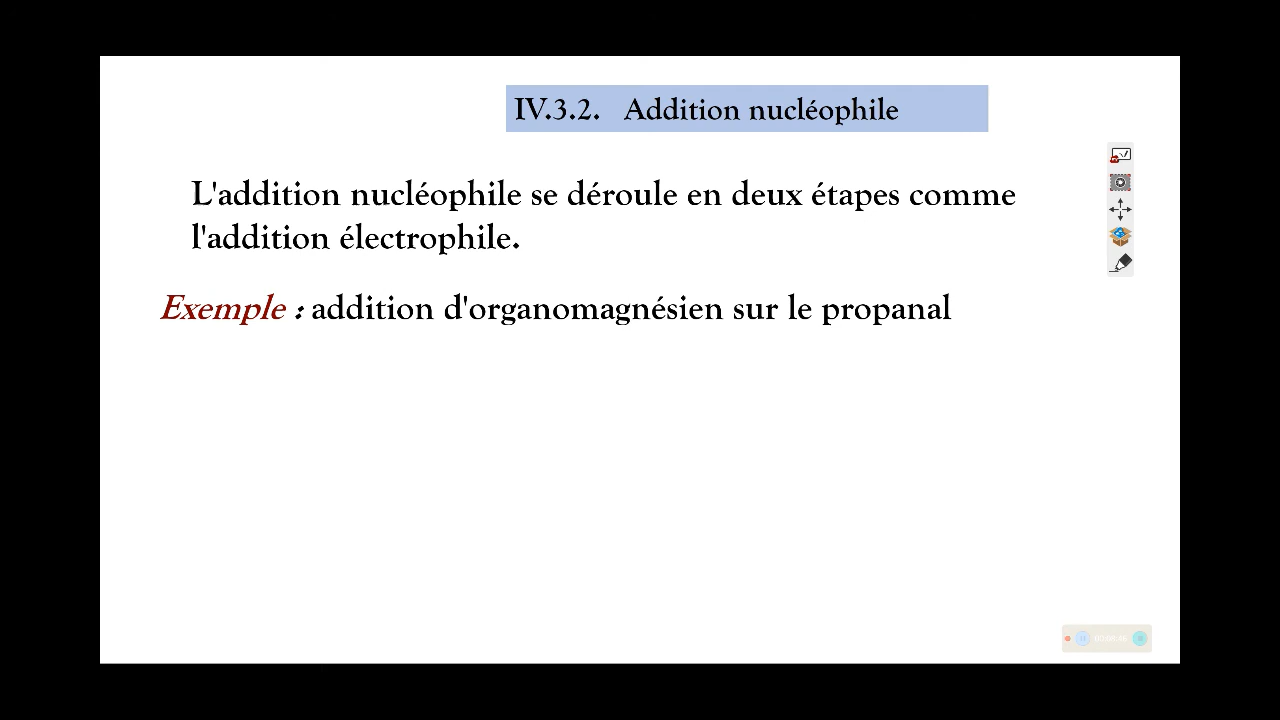 IV.3.2. Addition nucléophile
L'addition nucléophile se déroule en deux étapes comme
l'addition électrophile.
Exemple : addition d'organomagnésien sur le propanal